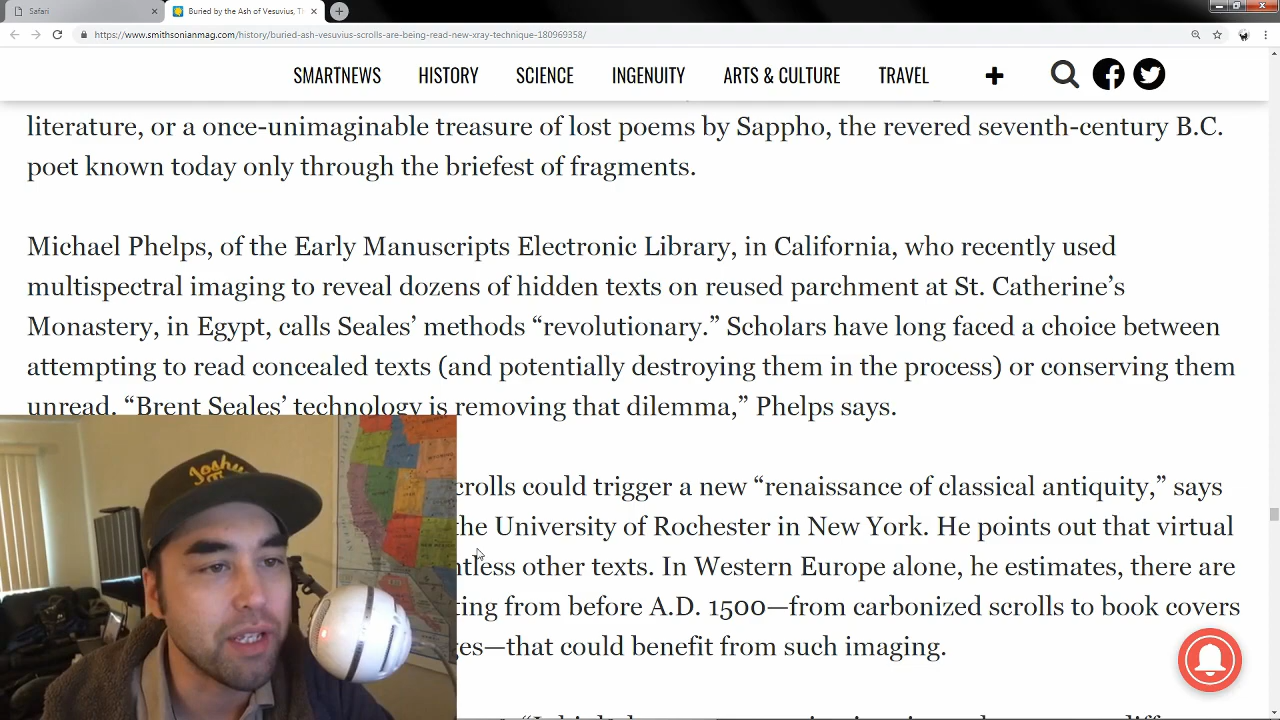 Safari
Buried by the Ash of Vesuvius, Th
https://www.smithsonianmag.com/history/buried-ash-vesuvius-scrolls-are-being-read-new-xray-technique-180969358/
SMARTNEWS HISTORY SCIENCE INGENUITY ARTS & CULTURE TRAVEL
literature, or a once-unimaginable treasure of lost poems by Sappho, the revered seventh-century B.C.
poet known today only through the briefest of fragments.
Michael Phelps, of the Early Manuscripts Electronic Library, in California, who recently used
multispectral imaging to reveal dozens of hidden texts on reused parchment at St. Catherine’s
Monastery, in Egypt, calls Seales’ methods “revolutionary.” Scholars have long faced a choice between
attempting to read concealed texts (and potentially destroying them in the process) or conserving them
unread. “Brent Seales’ technology is removing that dilemma,” Phelps says.
crolls could trigger a new “renaissance of classical antiquity,” says
the University of Rochester in New York. He points out that virtual
ntless other texts. In Western Europe alone, he estimates, there are
ting from before A.D. 1500—from carbonized scrolls to book covers
ges—that could benefit from such imaging.
Joshua